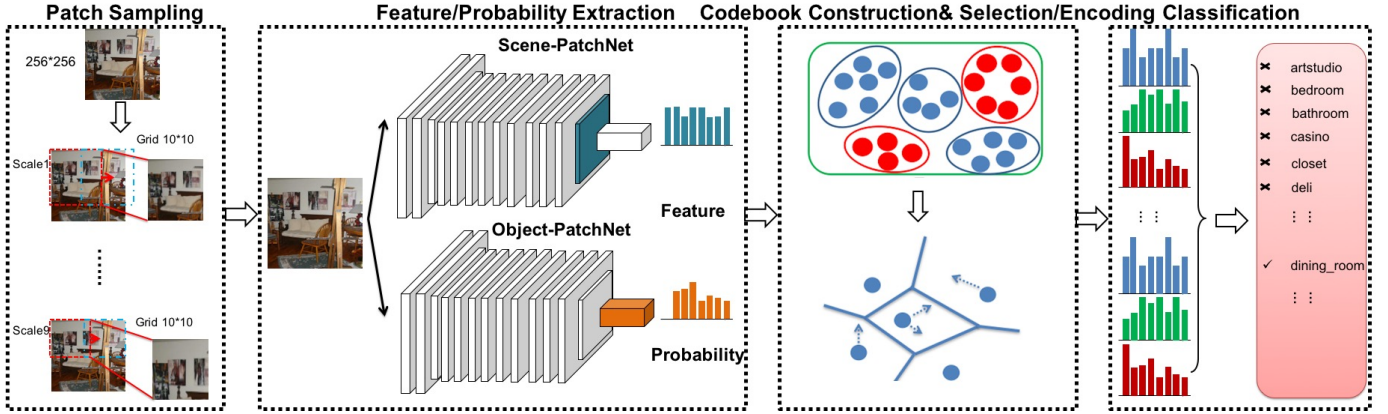 Patch Sampling
Feature/Probability Extraction
Codebook Construction& Selection/Encoding Classification
256*256
Grid 10*10
Scale1
Grid 10*10
Scale9
Scene-PatchNet
Feature
Object-PatchNet
Probability
artstudio
bedroom
bathroom
casino
closet
deli
dining_room